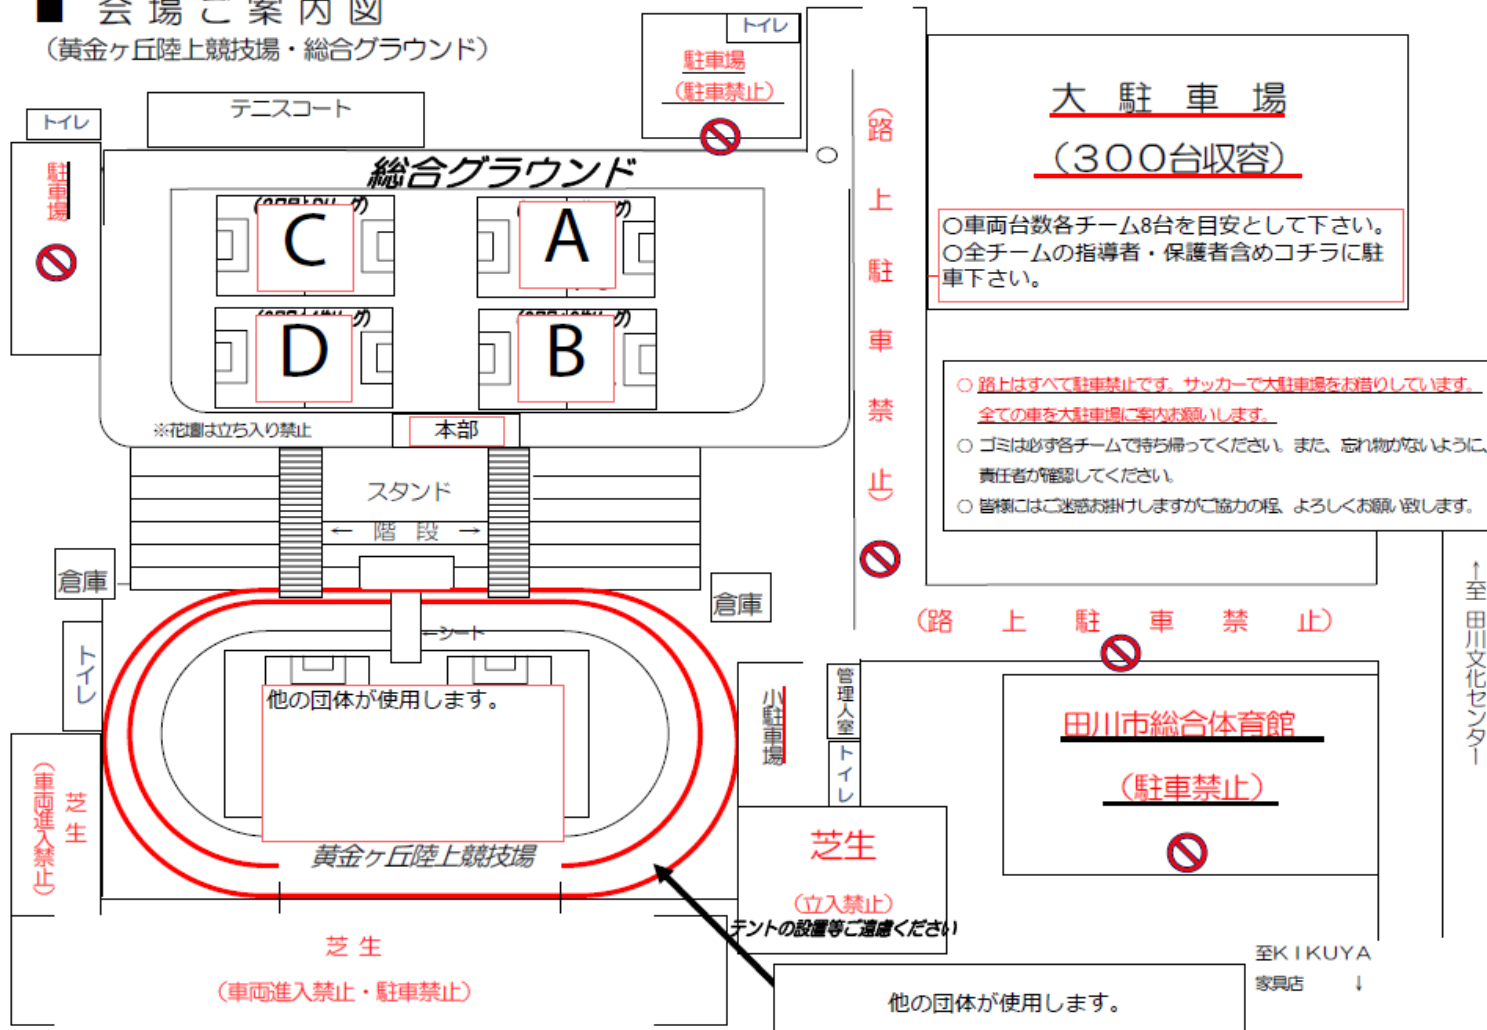 ■ 会場ご案内図
（黄金ヶ丘陸上競技場・総合グラウンド）
トイレ
駐車場
（駐車禁止）
テニスコート
トイレ
駐車場
総合グラウンド
C
A
D
B
※花壇は立ち入り禁止
本部
（路上駐車禁止）
大駐車場
（300台収容）
○車両台数各チーム8台を目安として下さい。
○全チームの指導者・保護者含めコチラに駐
車下さい。
○ 路上はすべて駐車禁止です。サッカーで大駐車場をお借りしています。
全ての車を大駐車場に案内お願いします。
○ ゴミは必ず各チームで持ち帰ってください。また、忘れ物がないように、
責任者が確認してください。
○ 皆様にはご迷惑お掛けしますがご協力の程、よろしくお願い致します。
スタンド
← 階段 →
倉庫
倉庫
←シート
トイレ
他の団体が使用します。
黄金ヶ丘陸上競技場
小駐車場
管理人室
トイレ
（路上駐車禁止）
↑至 田川文化センター
田川市総合体育館
（駐車禁止）
芝生
（車両進入禁止）
芝生
（立入禁止）
テントの設置等ご遠慮ください
芝生
（車両進入禁止・駐車禁止）
他の団体が使用します。
至KIKUYA
家具店 ↓